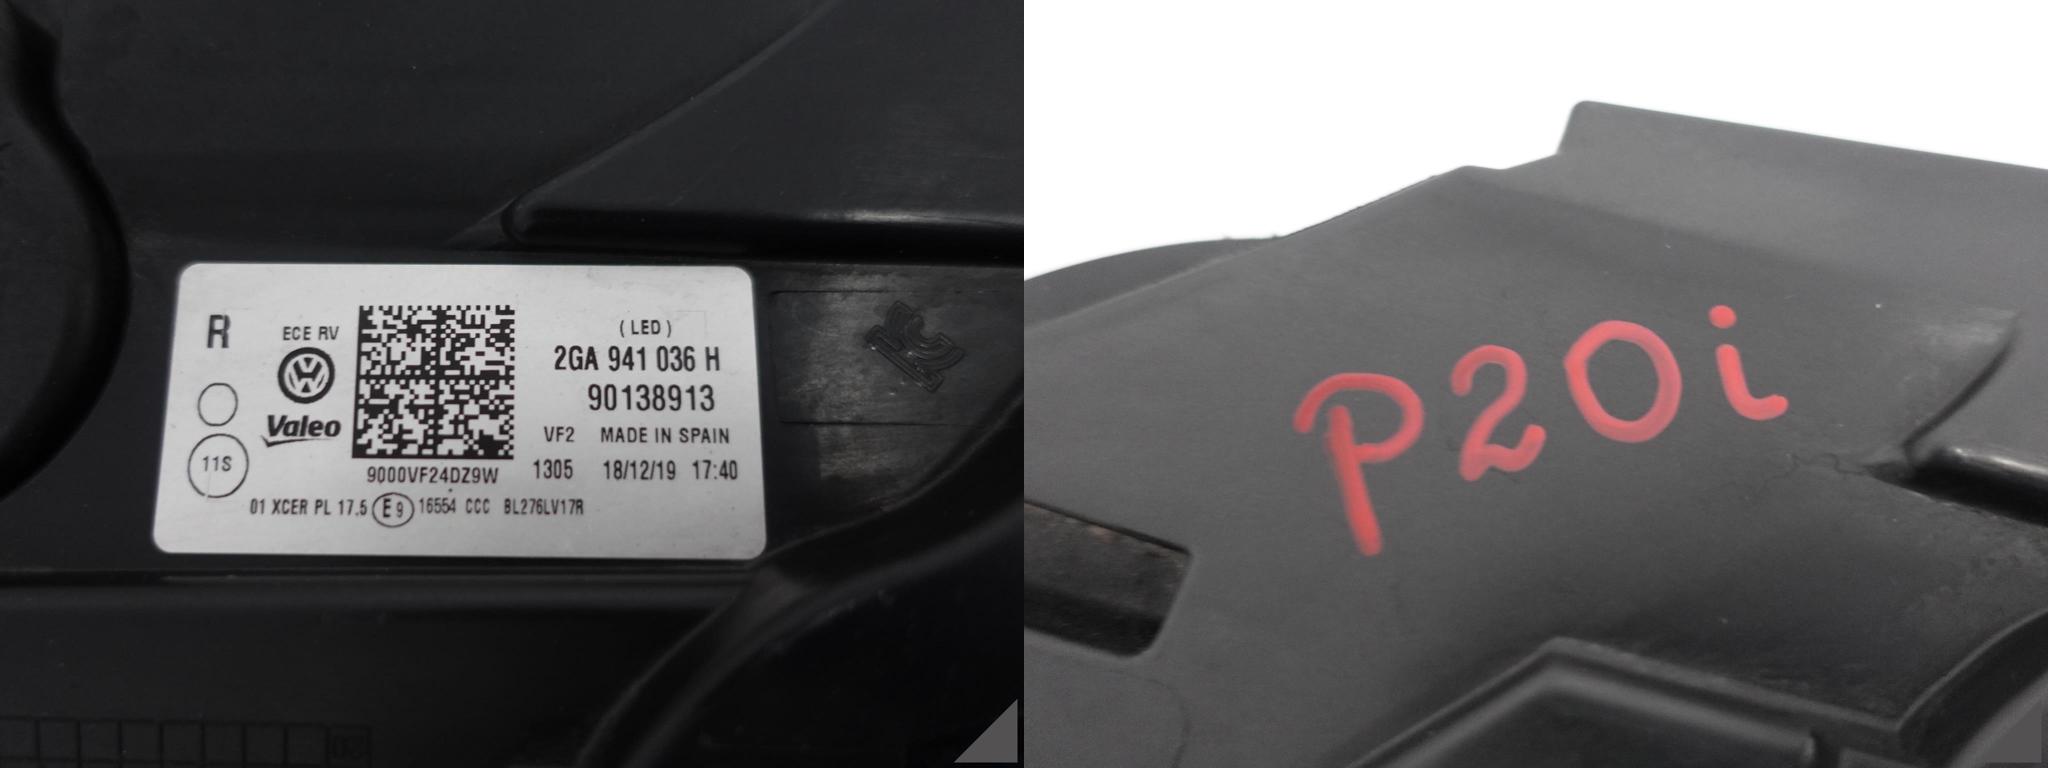 R
ECE RV
(LED)
2GA 941 036 H
90138913
Valeo
11S
VF2 MADE IN SPAIN
9000VF24DZ9W 1305 18/12/19 17:40
01 XCER PL 17.5 E9 16554 CCC BL276LV17R
P20i